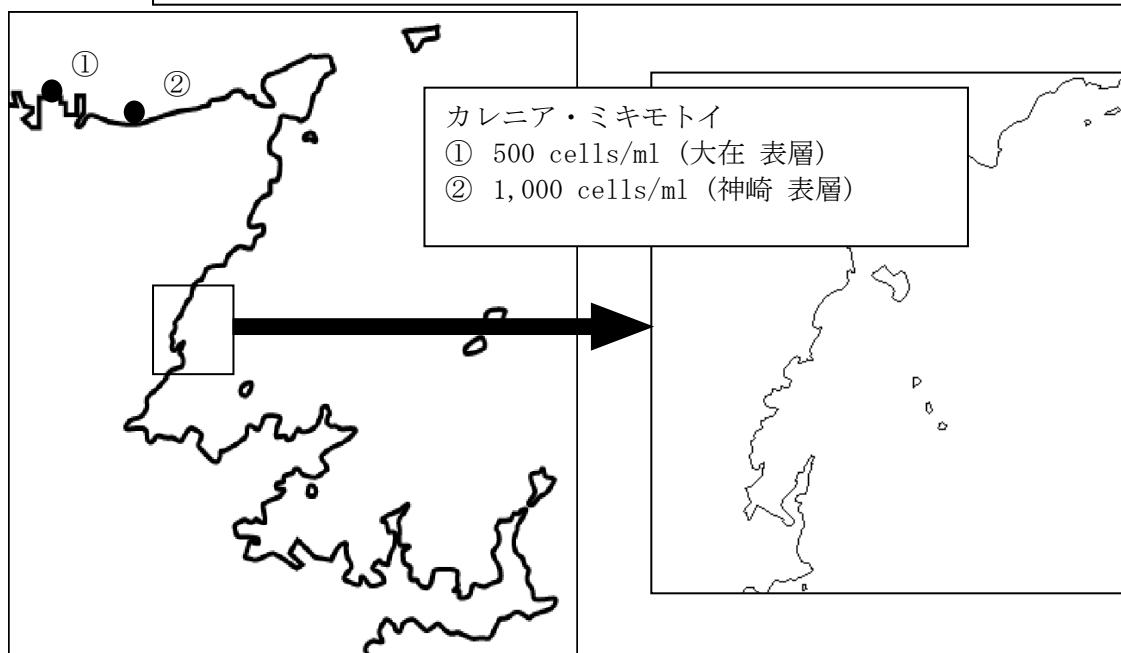 ①
②
カレニア・ミキモトイ
① 500 cells/ml (大在 表層)
② 1,000 cells/ml (神崎 表層)